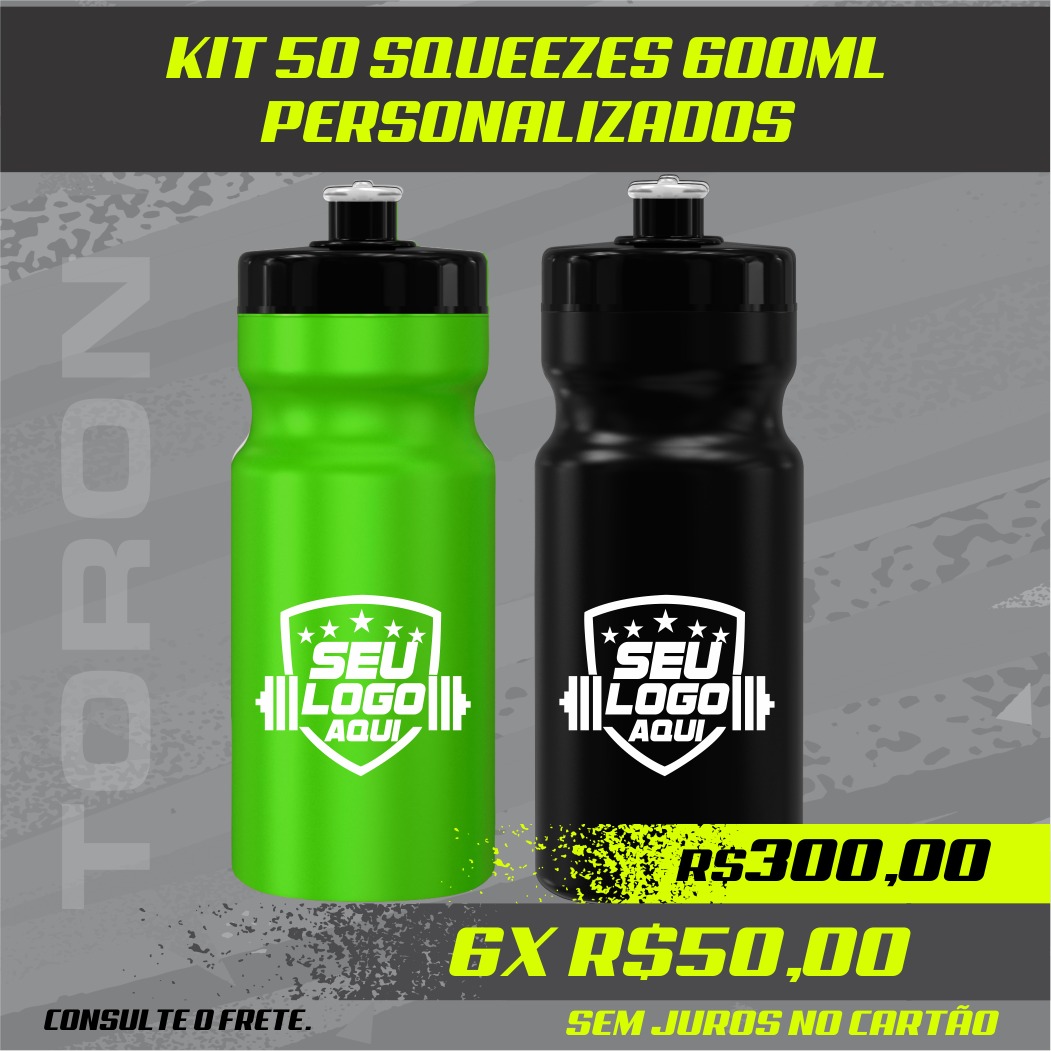 KIT 50 SQUEEZES 600ML
PERSONALIZADOS
TORON
SEU
LOGO
AQUI
SEU
LOGO
AQUI
R$300,00
6X R$50,00
CONSULTE O FRETE.
SEM JUROS NO CARTÃO